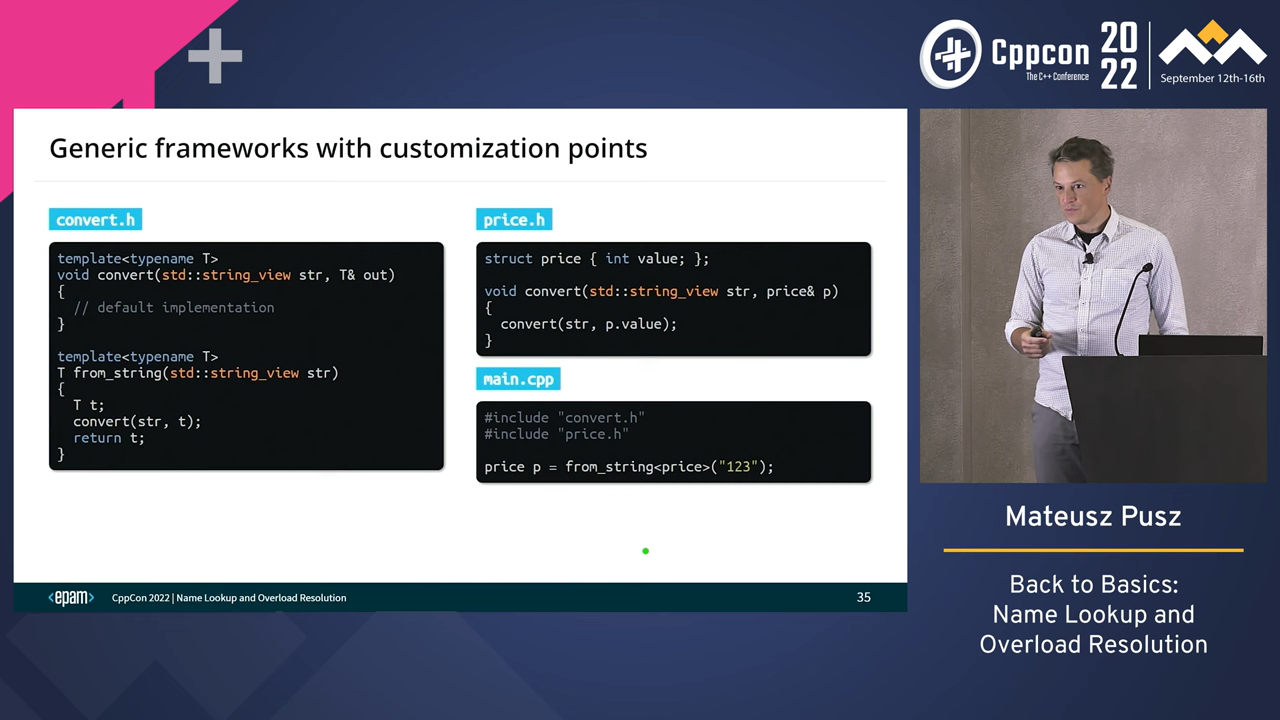 Cppcon
The C++ Conference
20
22
September 12th-16th
Generic frameworks with customization points
convert.h
template<typename T>
void convert(std::string_view str, T& out)
{
// default implementation
}
template<typename T>
T from_string(std::string_view str)
{
T t;
convert(str, t);
return t;
}
price.h
struct price { int value; };
void convert(std::string_view str, price& p)
{
convert(str, p.value);
}
main.cpp
#include "convert.h"
#include "price.h"
price p = from_string<price>("123");
<epam>
CppCon 2022 | Name Lookup and Overload Resolution
35
Mateusz Pusz
Back to Basics:
Name Lookup and
Overload Resolution